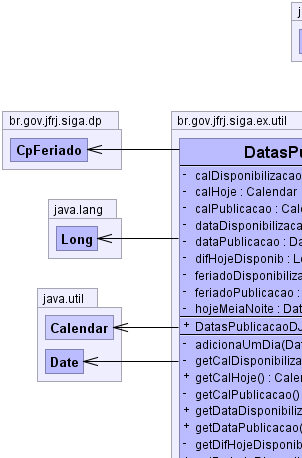 j
br.gov.jfrj.siga.dp
CpFeriado
java.lang
Long
java.util
Calendar
Date
br.gov.jfrj.siga.ex.util
DatasPu
- calDisponibilizacao
- calHoje : Calendar
- calPublicacao : Cale
- dataDisponibilizaca
- dataPublicacao : Da
- difHojeDisponib : Lo
- feriadoDisponibiliza
- feriadoPublicacao :
- hojeMeiaNoite : Dat
+ DatasPublicacaoDJ
- adicionaUmDia(Dat
- getCalDisponibiliza
+ getCalHoje() : Calen
- getCalPublicacao()
+ getDataDisponibiliz
+ getDataPublicacao(
- getDifHojeDisponib